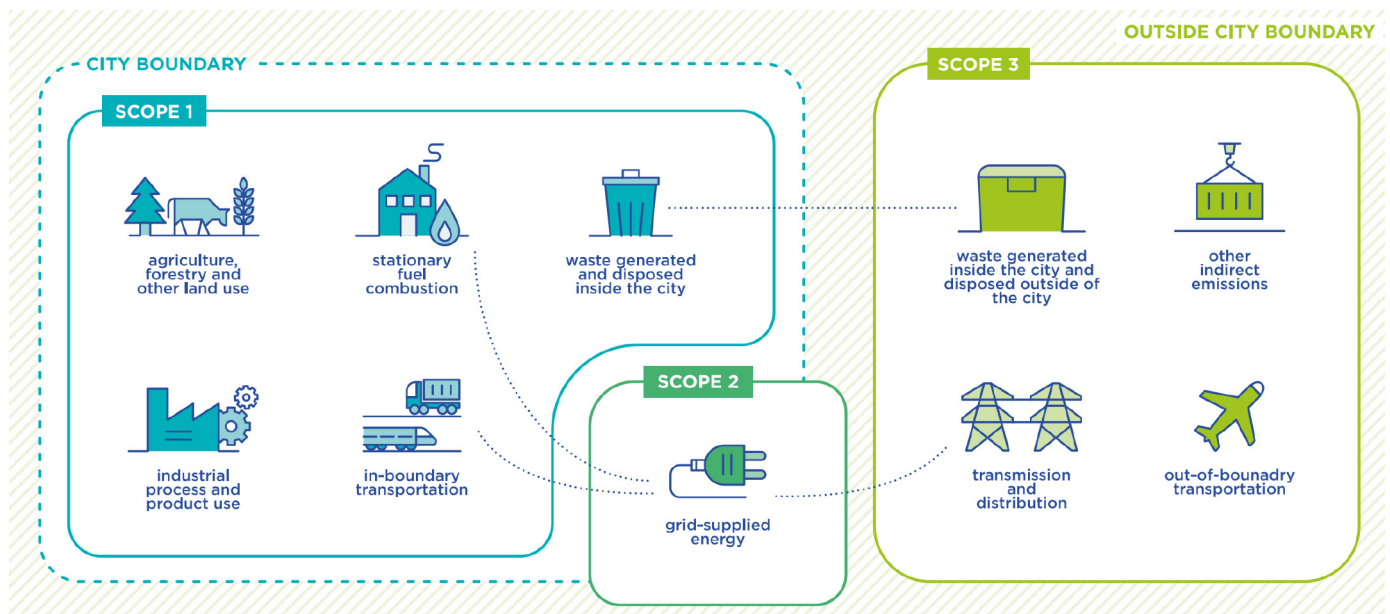 OUTSIDE CITY BOUNDARY
CITY BOUNDARY
SCOPE 3
SCOPE 1
agriculture,
forestry and
other land use
stationary
fuel
combustion
waste generated
and disposed
inside the city
waste generated
inside the city and
disposed outside of
the city
other
indirect
emissions
SCOPE 2
industrial
process and
product use
in-boundary
transportation
grid-supplied
energy
transmission
and
distribution
out-of-bounadry
transportation